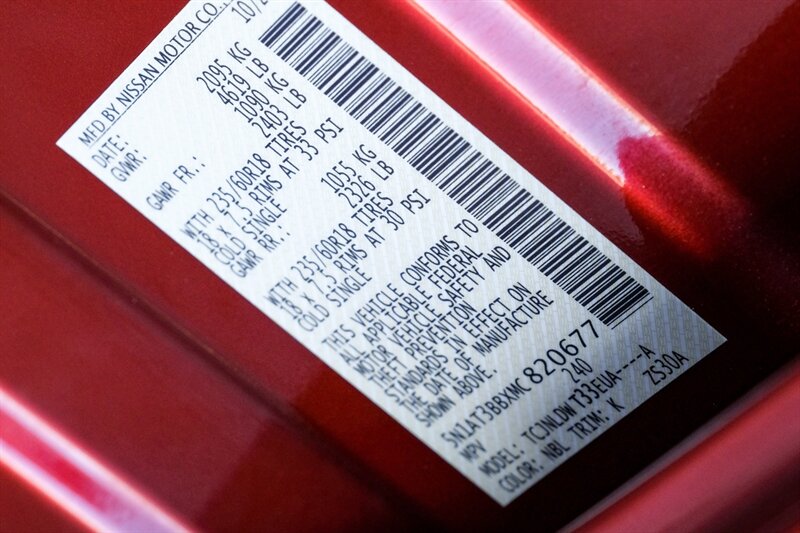 MFD BY NISSAN MOTOR CO.,
DATE: 10/2
GVWR: 2095 KG
4619 LB
GAWR FR.: 1090 KG
2403 LB
WITH 235/60R18 TIRES
18 X 7.5 RIMS AT 33 PSI
COLD SINGLE
GAWR RR.: 1055 KG
2326 LB
WITH 235/60R18 TIRES
18 X 7.5 RIMS AT 30 PSI
COLD SINGLE
THIS VEHICLE CONFORMS TO
ALL APPLICABLE FEDERAL
MOTOR VEHICLE SAFETY AND
THEFT PREVENTION
STANDARDS IN EFFECT ON
THE DATE OF MANUFACTURE
SHOWN ABOVE.
5N1AT3BBXMC820677
MPV 240
MODEL: TCJNLDW T33EUA----A
COLOR: NBL TRIM: K ZS30A